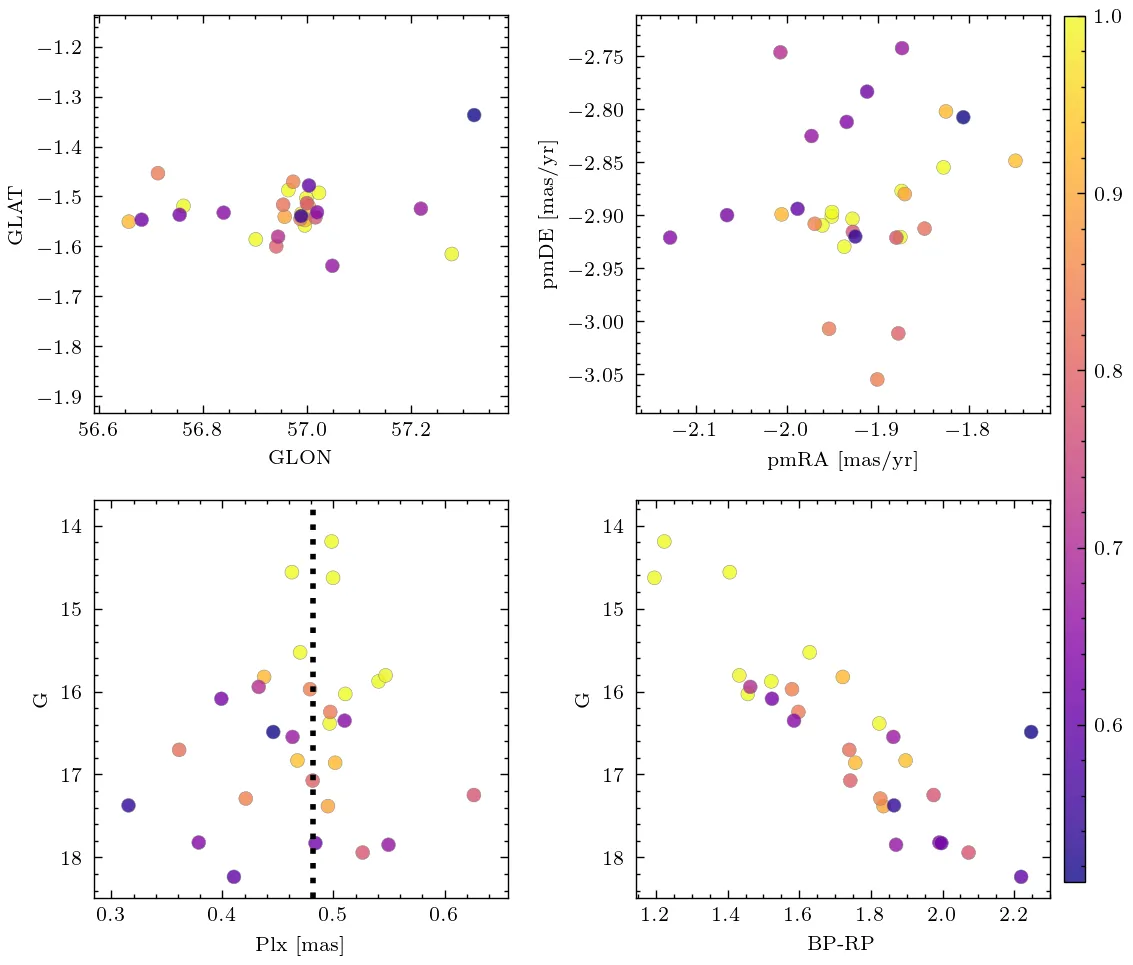 −1.2
−1.3
−1.4
−1.5
−1.6
−1.7
−1.8
−1.9
GLAT
56.6 56.8 57.0 57.2
GLON
−2.75
−2.80
−2.85
−2.90
−2.95
−3.00
−3.05
pmDE [mas/yr]
−2.1 −2.0 −1.9 −1.8
pmRA [mas/yr]
14
15
16
17
18
G
0.3 0.4 0.5 0.6
Plx [mas]
14
15
16
17
18
G
1.2 1.4 1.6 1.8 2.0 2.2
BP-RP
1.0
0.9
0.8
0.7
0.6